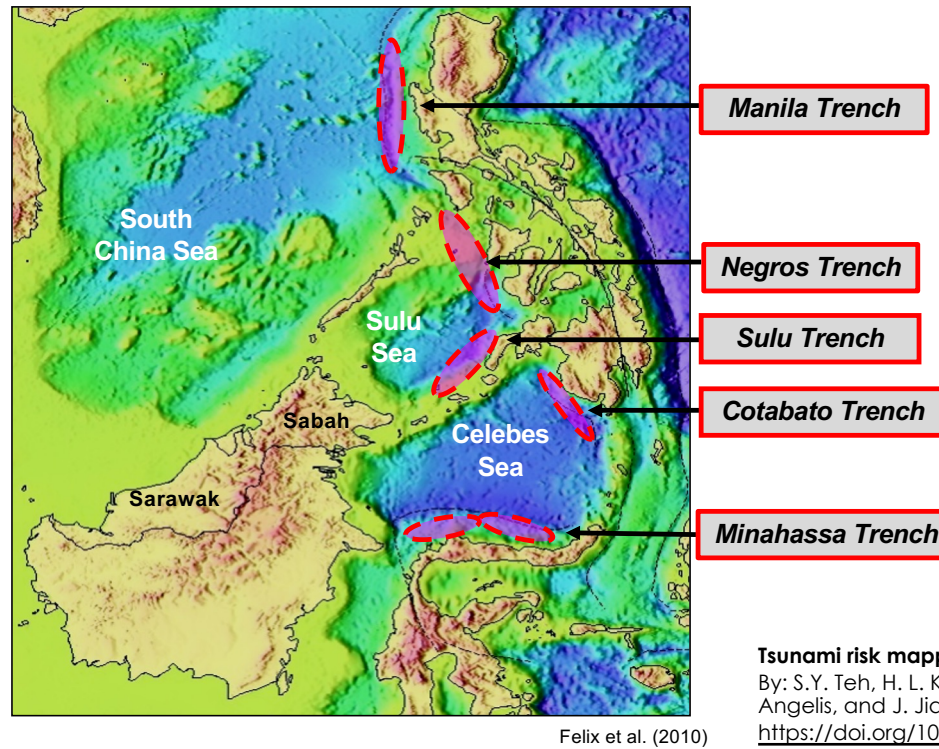 Manila Trench
South
China Sea
Negros Trench
Sulu
Sea
Sulu Trench
Cotabato Trench
Sabah
Celebes
Sea
Sarawak
Minahassa Trench
Tsunami risk mapp
By: S.Y. Teh, H. L. K
Angelis, and J. Jia
https://doi.org/10
Felix et al. (2010)